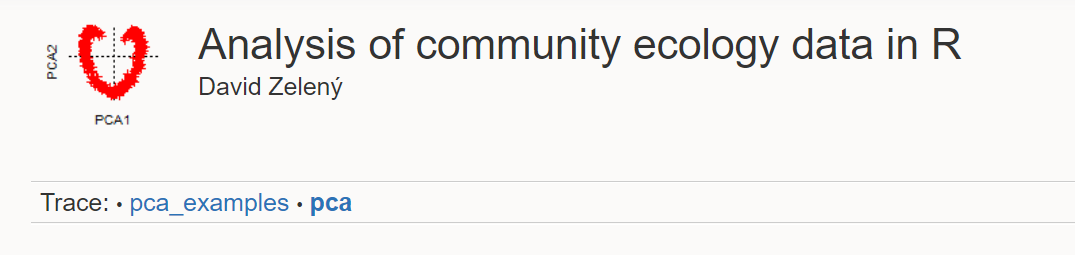 Analysis of community ecology data in R
David Zelený
PCA2
PCA1
Trace: • pca_examples • pca